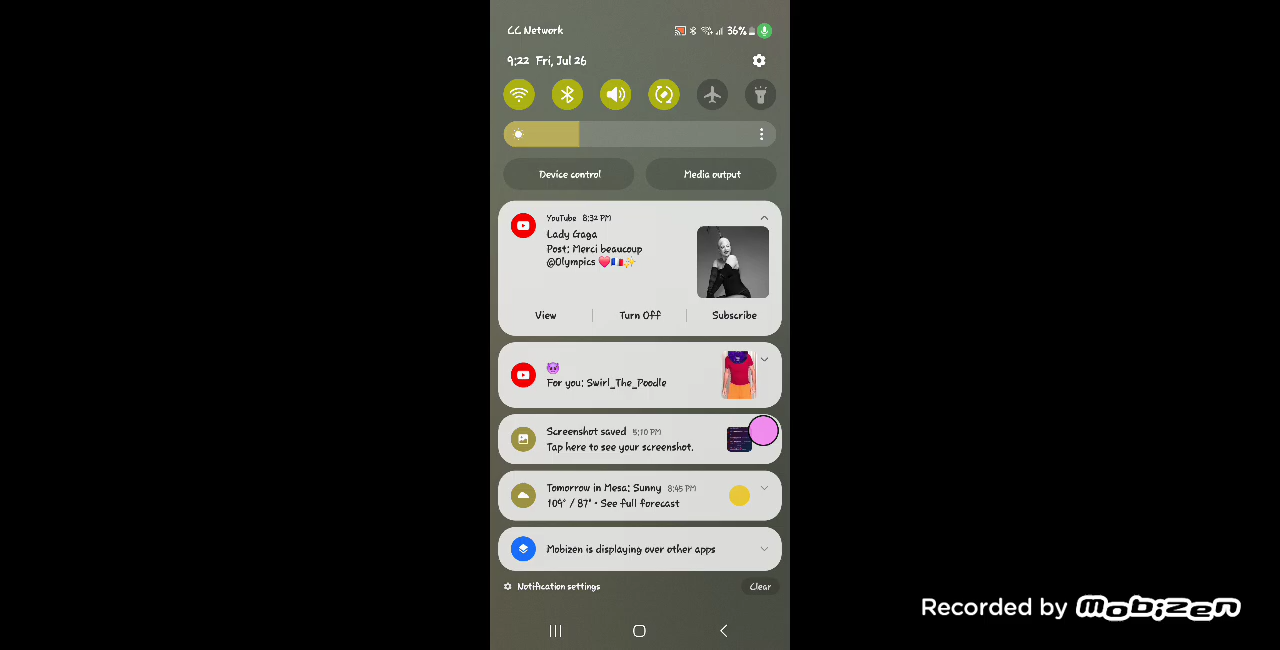 CC Network
36%
9:22 Fri, Jul 26
Device control
Media output
YouTube 8:32 PM
Lady Gaga
Post: Merci beaucoup
@Olympics ❤️🇫🇷✨
View
Turn Off
Subscribe
😈
For you: Swirl_The_Poodle
Screenshot saved 5:10 PM
Tap here to see your screenshot.
Tomorrow in Mesa: Sunny 8:45 PM
109° / 87° • See full forecast
Mobizen is displaying over other apps
Notification settings
Clear
Recorded by mobizen